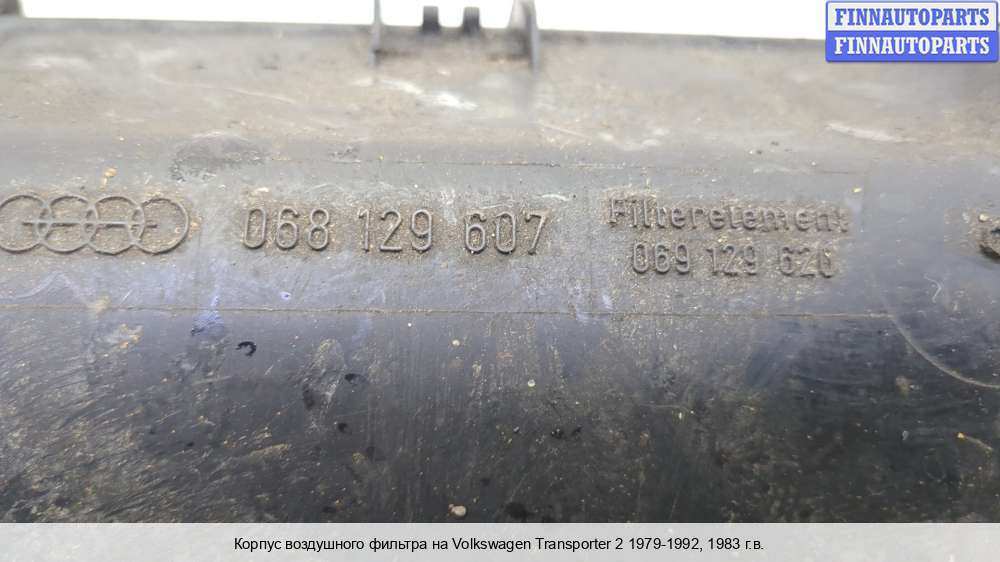 FINNAUTOPARTS
FINNAUTOPARTS
068 129 607
Filterelement
069 129 620
Корпус воздушного фильтра на Volkswagen Transporter 2 1979-1992, 1983 г.в.